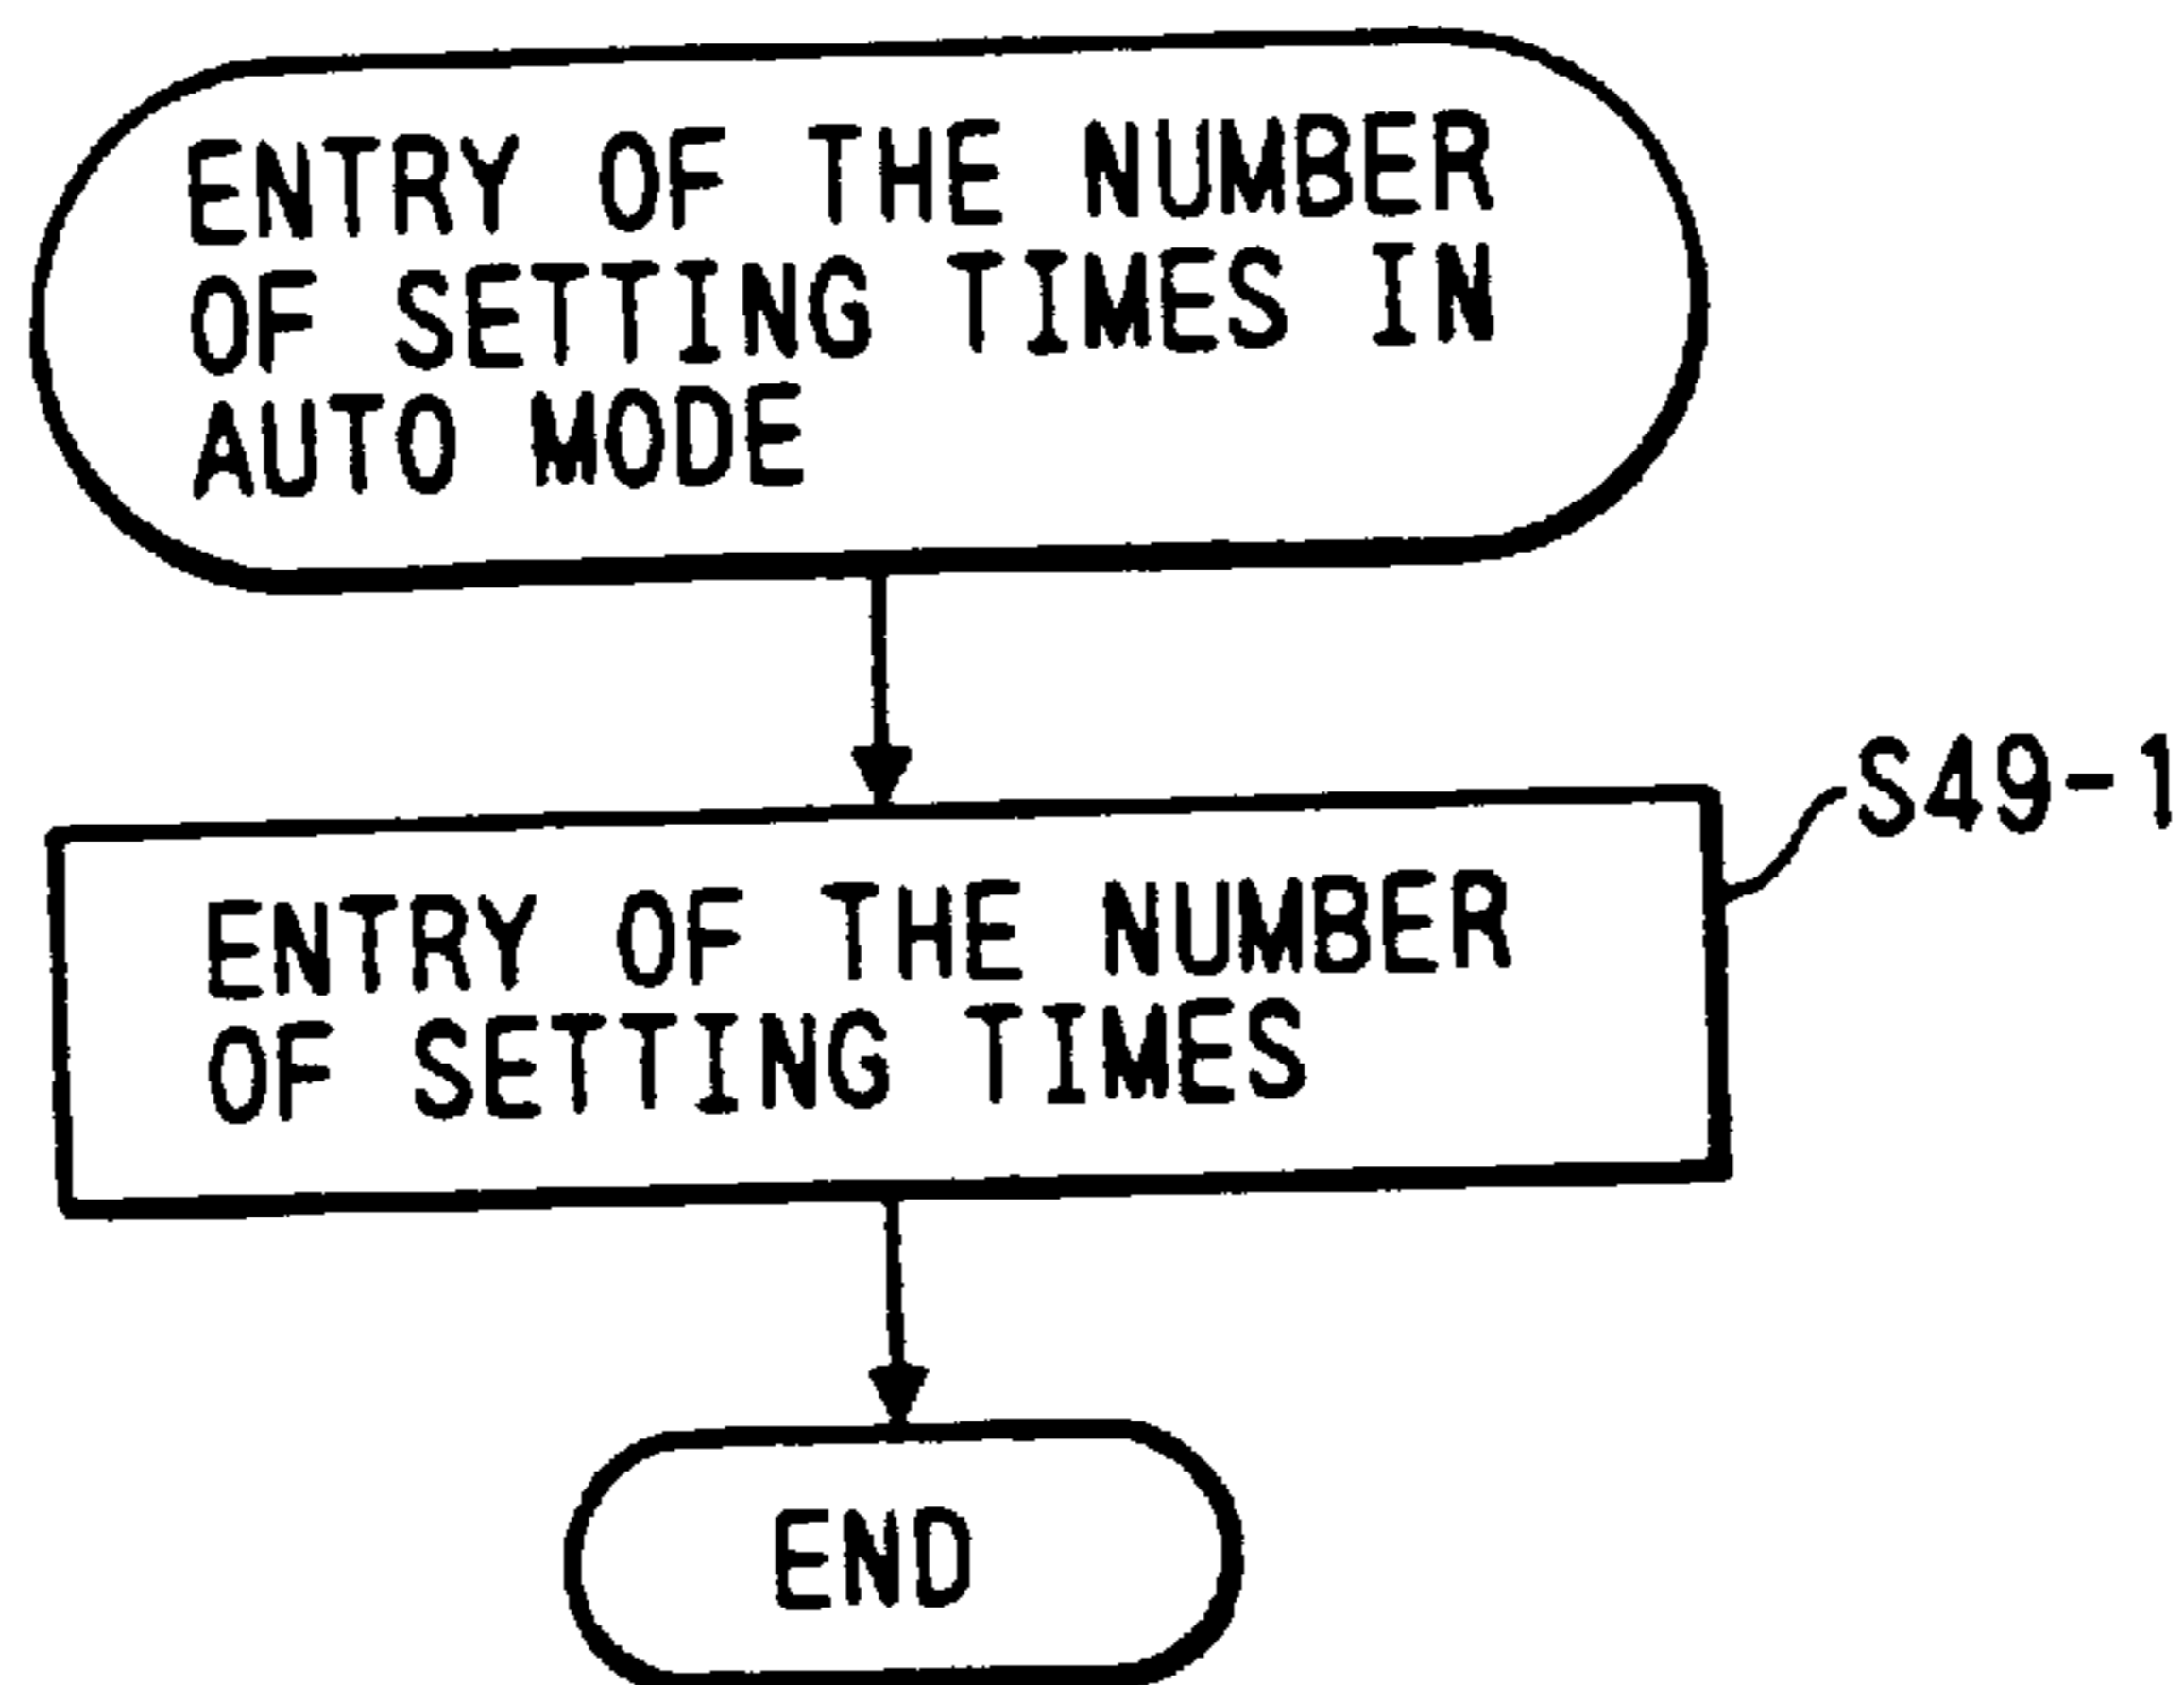 ENTRY OF THE NUMBER
OF SETTING TIMES IN
AUTO MODE
S49-1
ENTRY OF THE NUMBER
OF SETTING TIMES
END